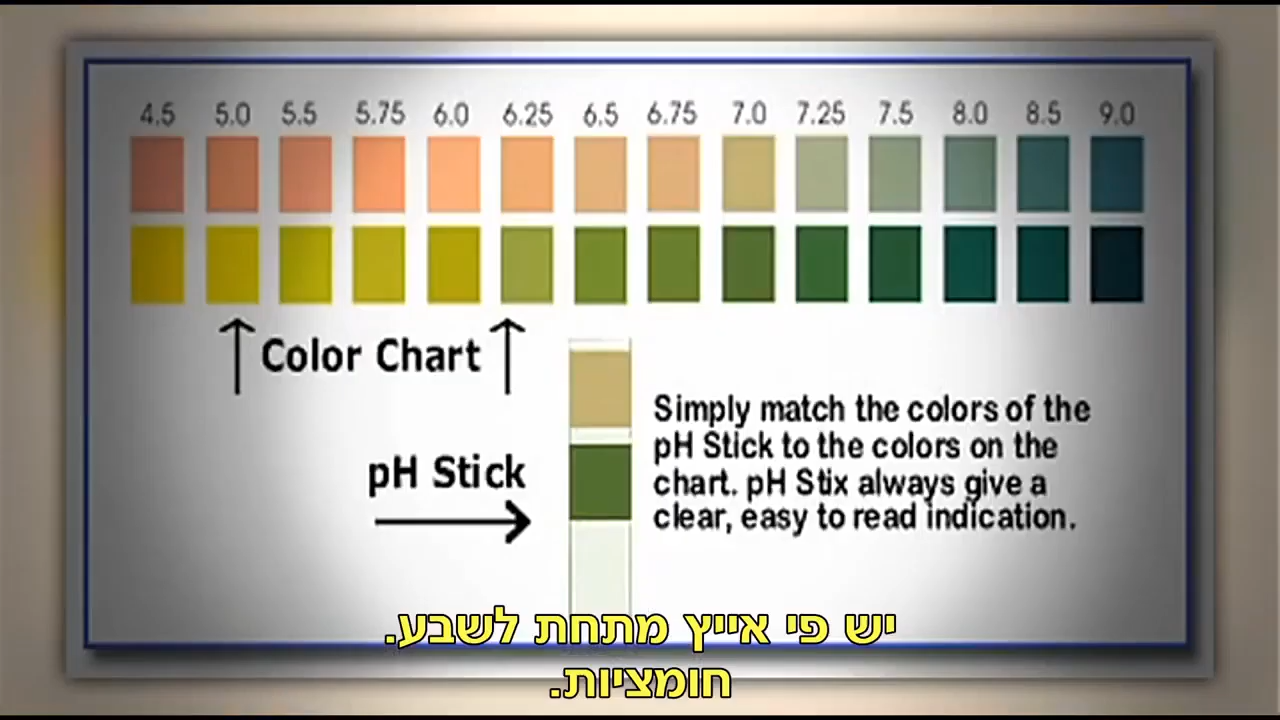 4.5 5.0 5.5 5.75 6.0 6.25 6.5 6.75 7.0 7.25 7.5 8.0 8.5 9.0
Color Chart
pH Stick
Simply match the colors of the
pH Stick to the colors on the
chart. pH Stix always give a
clear, easy to read indication.
יש פי אייץ מתחת לשבע.
חומציות.